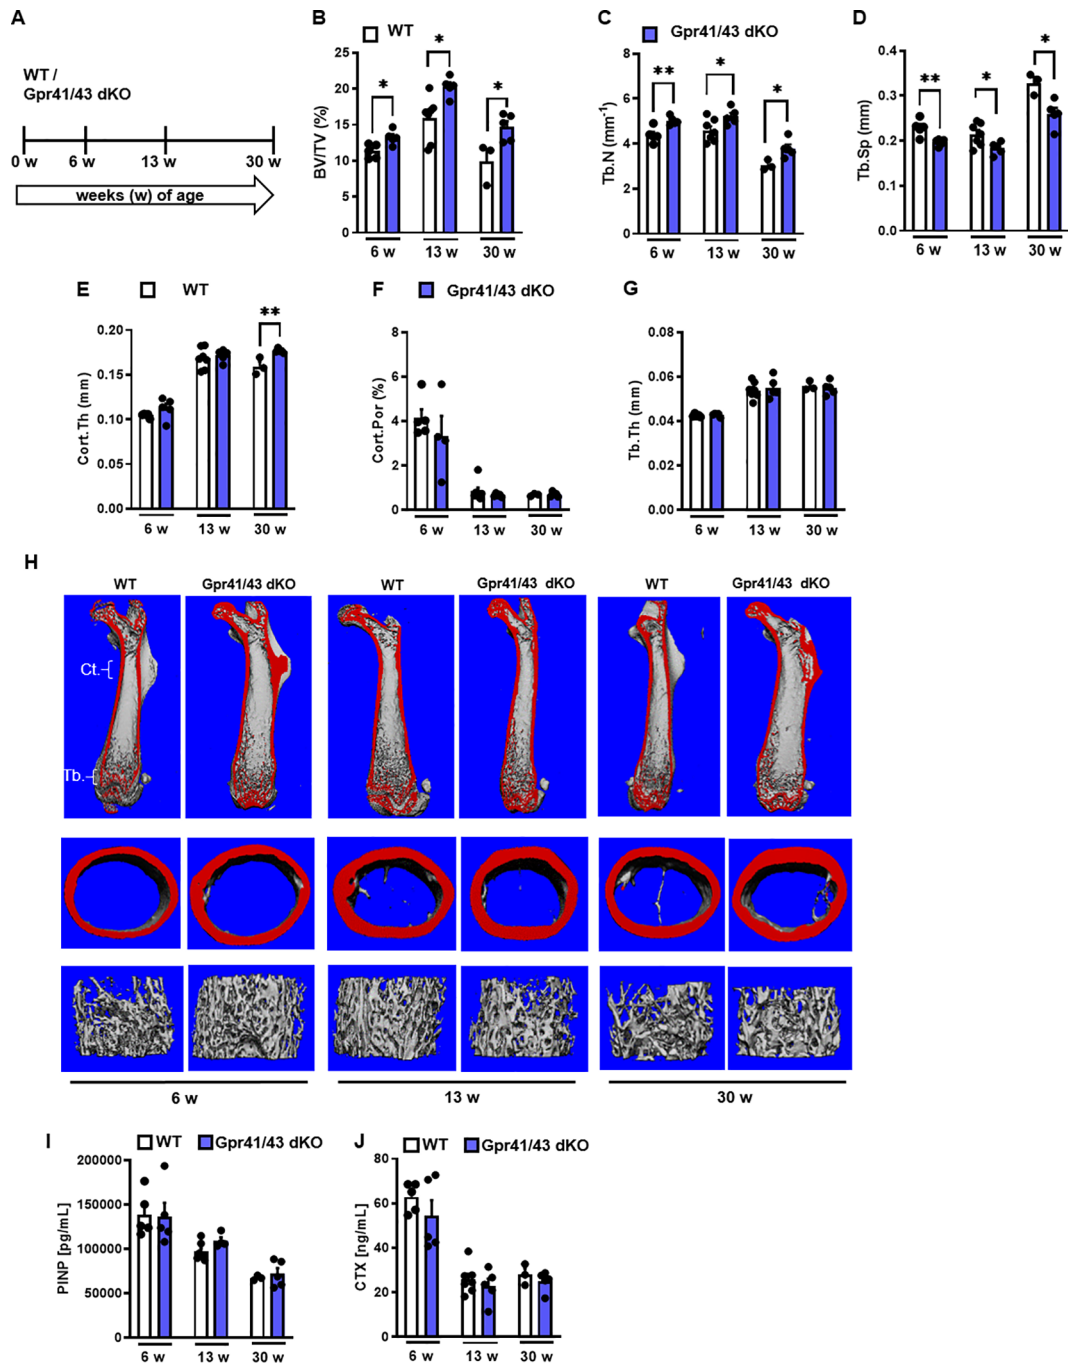 A
WT /
Gpr41/43 dKO
0 w
6 w
13 w
30 w
weeks (w) of age
B
WT
BV/TV (%)
25
20
15
10
5
0
*
*
*
6 w
13 w
30 w
C
Gpr41/43 dKO
Tb.N (mm-1)
8
6
4
2
0
**
*
*
6 w
13 w
30 w
D
Tb.Sp (mm)
0.4
0.3
0.2
0.1
0.0
**
*
*
6 w
13 w
30 w
E
WT
Cort.Th (mm)
0.20
0.15
0.10
0.05
0.00
**
6 w
13 w
30 w
F
Gpr41/43 dKO
Cort.Por (%)
8
6
4
2
0
6 w
13 w
30 w
G
Tb.Th (mm)
0.08
0.06
0.04
0.02
0.00
6 w
13 w
30 w
H
WT
Gpr41/43 dKO
WT
Gpr41/43 dKO
WT
Gpr41/43 dKO
Ct.
Tb.
6 w
13 w
30 w
I
WT
Gpr41/43 dKO
PINP [pg/mL]
200000
150000
100000
50000
0
6 w
13 w
30 w
J
WT
Gpr41/43 dKO
CTX [ng/mL]
80
60
40
20
0
6 w
13 w
30 w